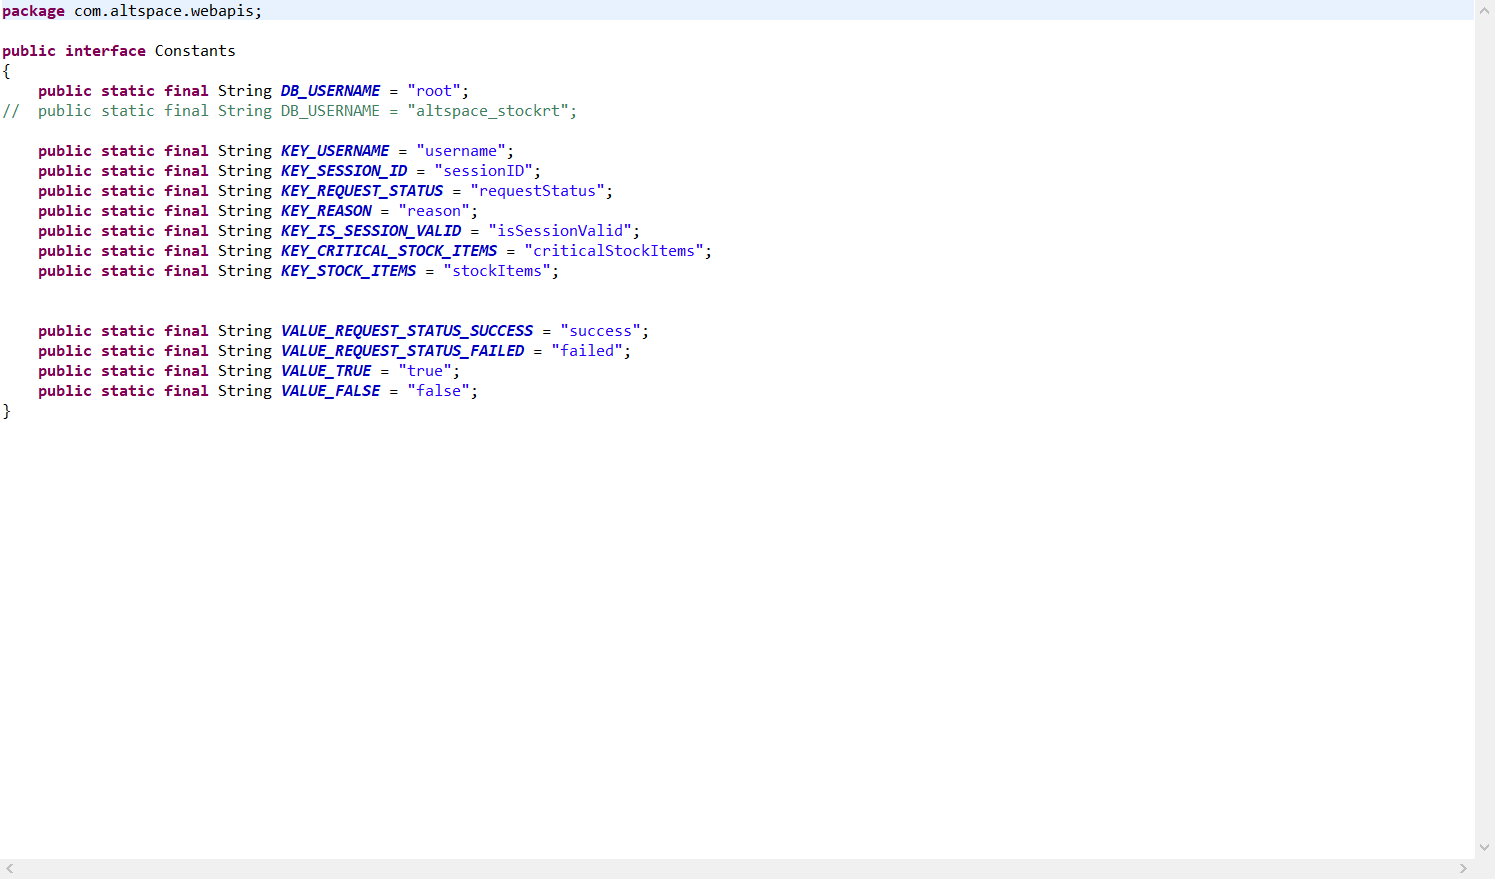 package com.altspace.webapis;
public interface Constants
{
    public static final String DB_USERNAME = "root";
//  public static final String DB_USERNAME = "altspace_stockrt";
    public static final String KEY_USERNAME = "username";
    public static final String KEY_SESSION_ID = "sessionID";
    public static final String KEY_REQUEST_STATUS = "requestStatus";
    public static final String KEY_REASON = "reason";
    public static final String KEY_IS_SESSION_VALID = "isSessionValid";
    public static final String KEY_CRITICAL_STOCK_ITEMS = "criticalStockItems";
    public static final String KEY_STOCK_ITEMS = "stockItems";
    public static final String VALUE_REQUEST_STATUS_SUCCESS = "success";
    public static final String VALUE_REQUEST_STATUS_FAILED = "failed";
    public static final String VALUE_TRUE = "true";
    public static final String VALUE_FALSE = "false";
}